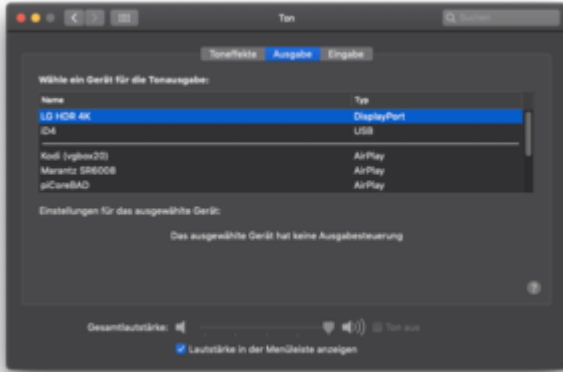 Ton
Suchen
Toneffekte Ausgabe Eingabe
Wähle ein Gerät für die Tonausgabe:
Name Typ
LG HDR 4K DisplayPort
iD4 USB
Kodi (vgbox20) AirPlay
Marantz SR6008 AirPlay
piCoreBAD AirPlay
Einstellungen für das ausgewählte Gerät:
Das ausgewählte Gerät hat keine Ausgabesteuerung
?
Gesamtlautstärke: Ton aus
Lautstärke in der Menüleiste anzeigen